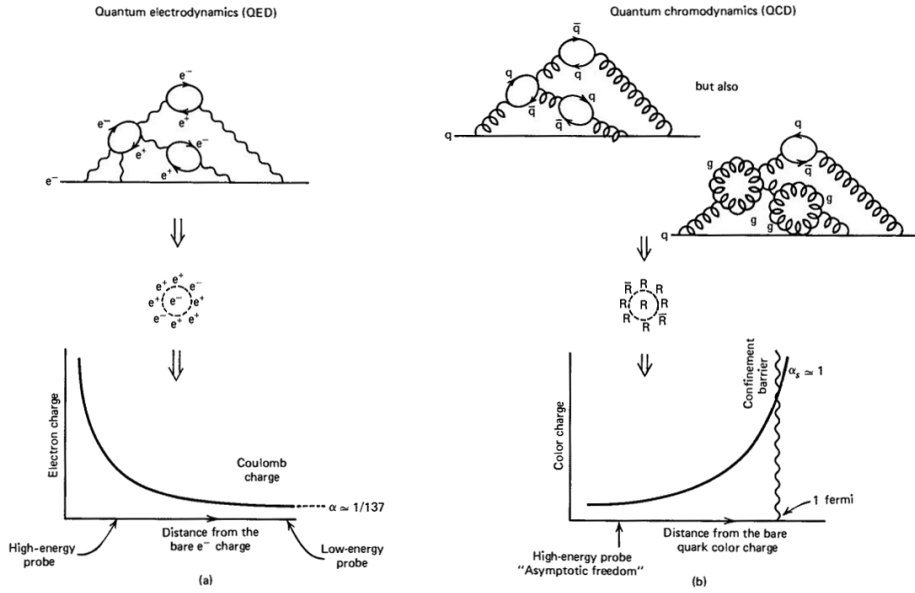 Quantum electrodynamics (QED)
e⁻
e⁺
e⁻
e⁺
e⁻
e⁺
e⁻
e⁺ e⁺
e⁺ e⁻
e⁺ e⁻ e⁺
e⁻ e⁺ e⁺
Electron charge
Coulomb
charge
α ≃ 1/137
Distance from the
bare e⁻ charge
High-energy
probe
Low-energy
probe
(a)
Quantum chromodynamics (QCD)
q̄
q
q
q̄
q
q̄
q
but also
q
q̄
g
g
g
g
q
R̄ R R
R R R
R R R̄
Color charge
Confinement
barrier
αₛ ≃ 1
1 fermi
Distance from the bare
quark color charge
High-energy probe
"Asymptotic freedom"
(b)